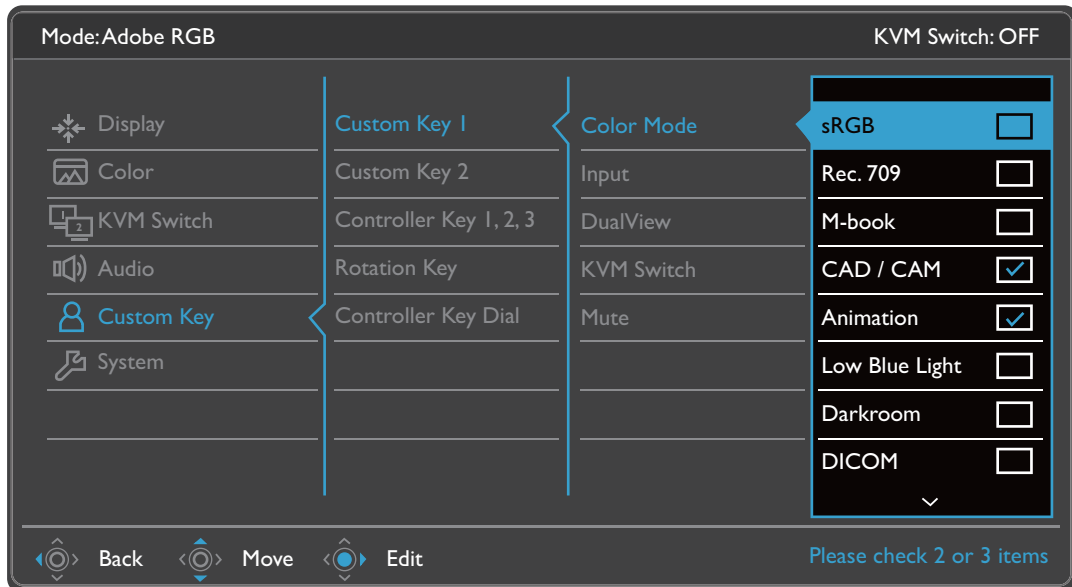 Mode: Adobe RGB
KVM Switch: OFF
Display
Color
1
2
KVM Switch
Audio
Custom Key
System
Custom Key 1
Custom Key 2
Controller Key 1, 2, 3
Rotation Key
Controller Key Dial
Color Mode
Input
DualView
KVM Switch
Mute
sRGB
Rec. 709
M-book
CAD / CAM
Animation
Low Blue Light
Darkroom
DICOM
Back
Move
Edit
Please check 2 or 3 items